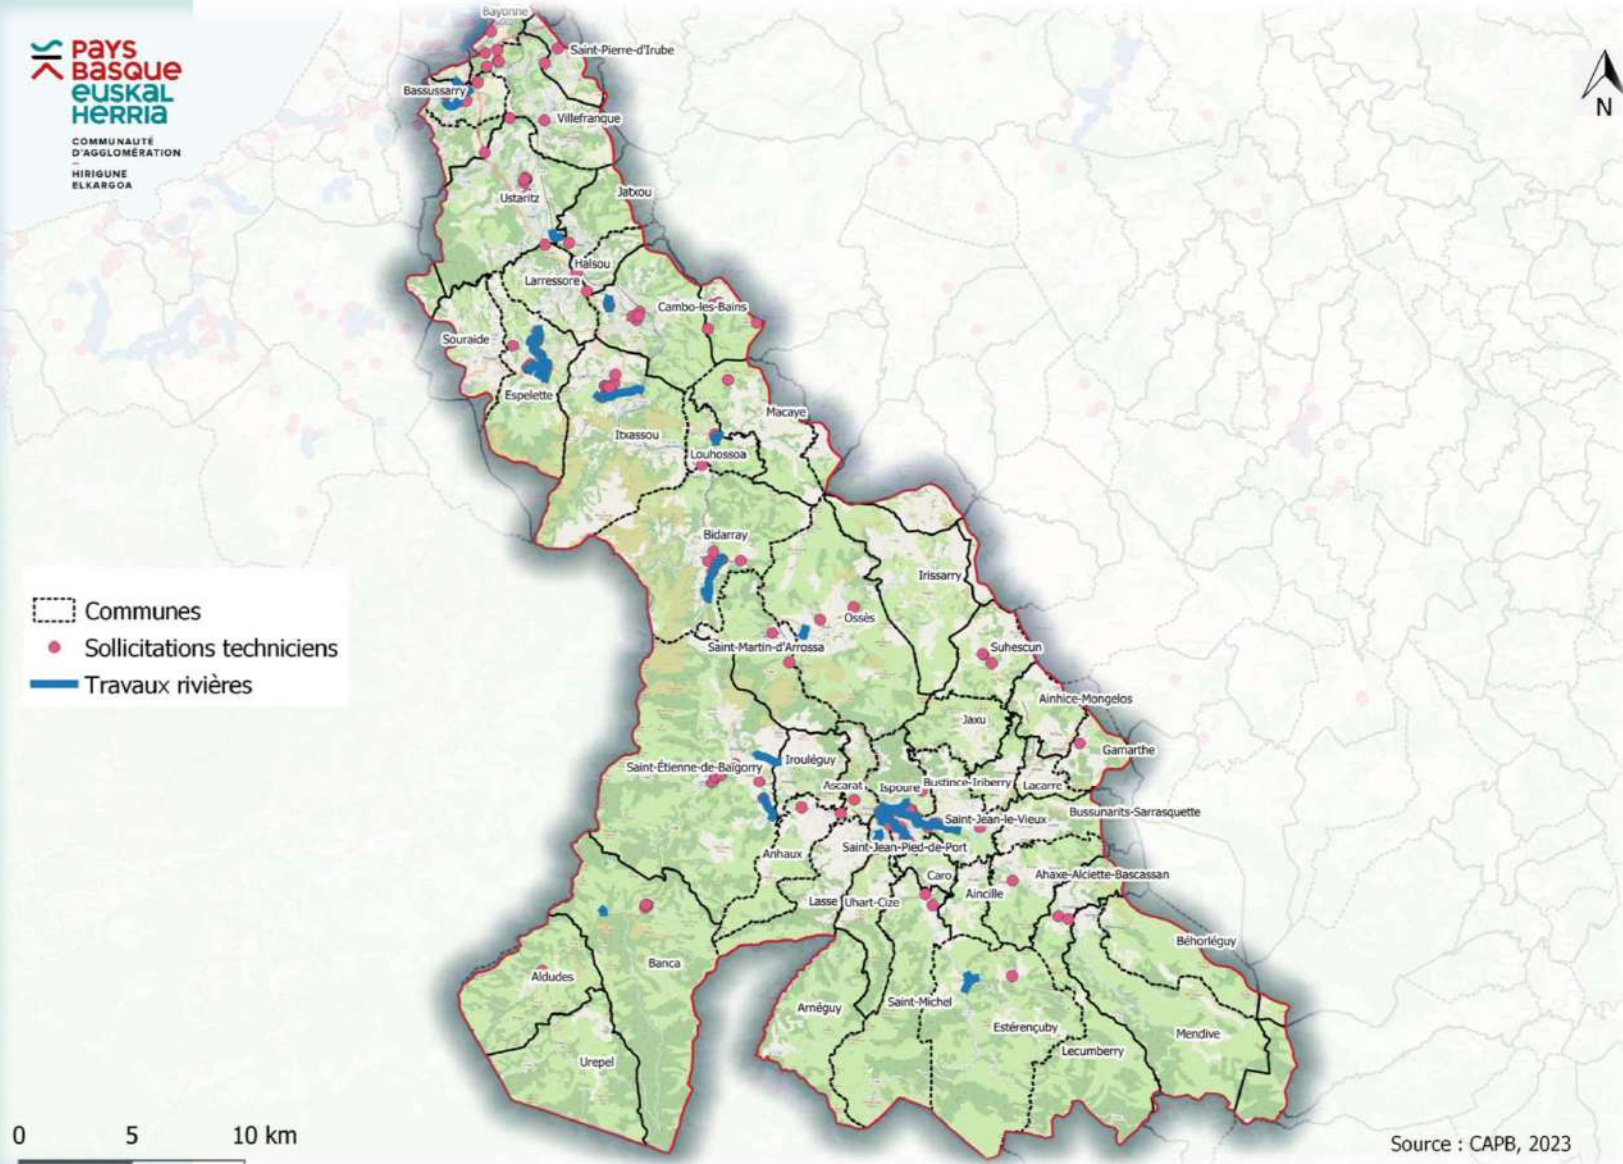 PAYS
BASQUE
EUSKAL
HERRIA
COMMUNAUTÉ
D'AGGLOMÉRATION
HIRIGUNE
ELKARGOA
N
Bayonne
Saint-Pierre-d'Irube
Bassussarry
Villefranque
Ustaritz
Jatxou
Halsou
Larressore
Cambo-les-Bains
Souraïde
Espelette
Macaye
Itxassou
Louhossoa
Bidarray
Irissarry
Ossès
Saint-Martin-d'Arrossa
Suhescun
Ainhice-Mongelos
Jaxu
Gamarthe
Irouléguy
Saint-Étienne-de-Baïgorry
Ascarat
Ispoure
Bustince-Iriberry
Lacarre
Bussunarits-Sarrasquette
Saint-Jean-le-Vieux
Saint-Jean-Pied-de-Port
Anhaux
Caro
Ahaxe-Alciette-Bascassan
Aincille
Lasse
Uhart-Cize
Béhorléguy
Banca
Aldudes
Arnéguy
Saint-Michel
Estérençuby
Mendive
Lecumberry
Urepel
Communes
Sollicitations techniciens
Travaux rivières
0 5 10 km
Source : CAPB, 2023